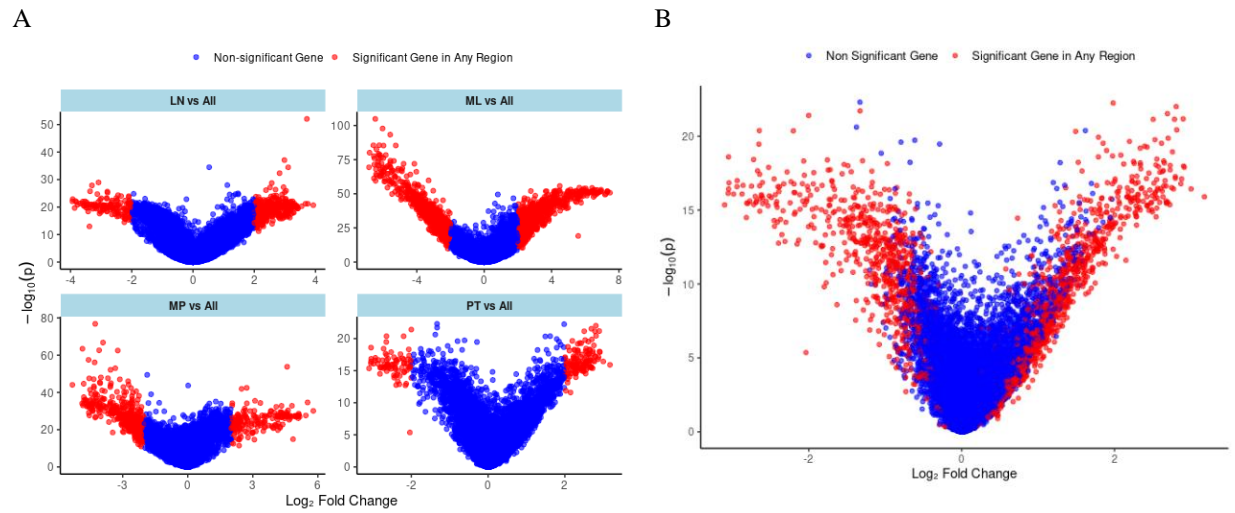 A
Non-significant Gene Significant Gene in Any Region
LN vs All
ML vs All
50
40
30
20
10
0
-4 -2 0 2 4
100
75
50
25
0
-4 0 4 8
MP vs All
PT vs All
80
60
40
20
0
-3 0 3 6
20
15
10
5
0
-2 0 2
− log₁₀(p)
Log₂ Fold Change
B
Non Significant Gene Significant Gene in Any Region
20
15
10
5
0
-2 0 2
− log₁₀(p)
Log₂ Fold Change